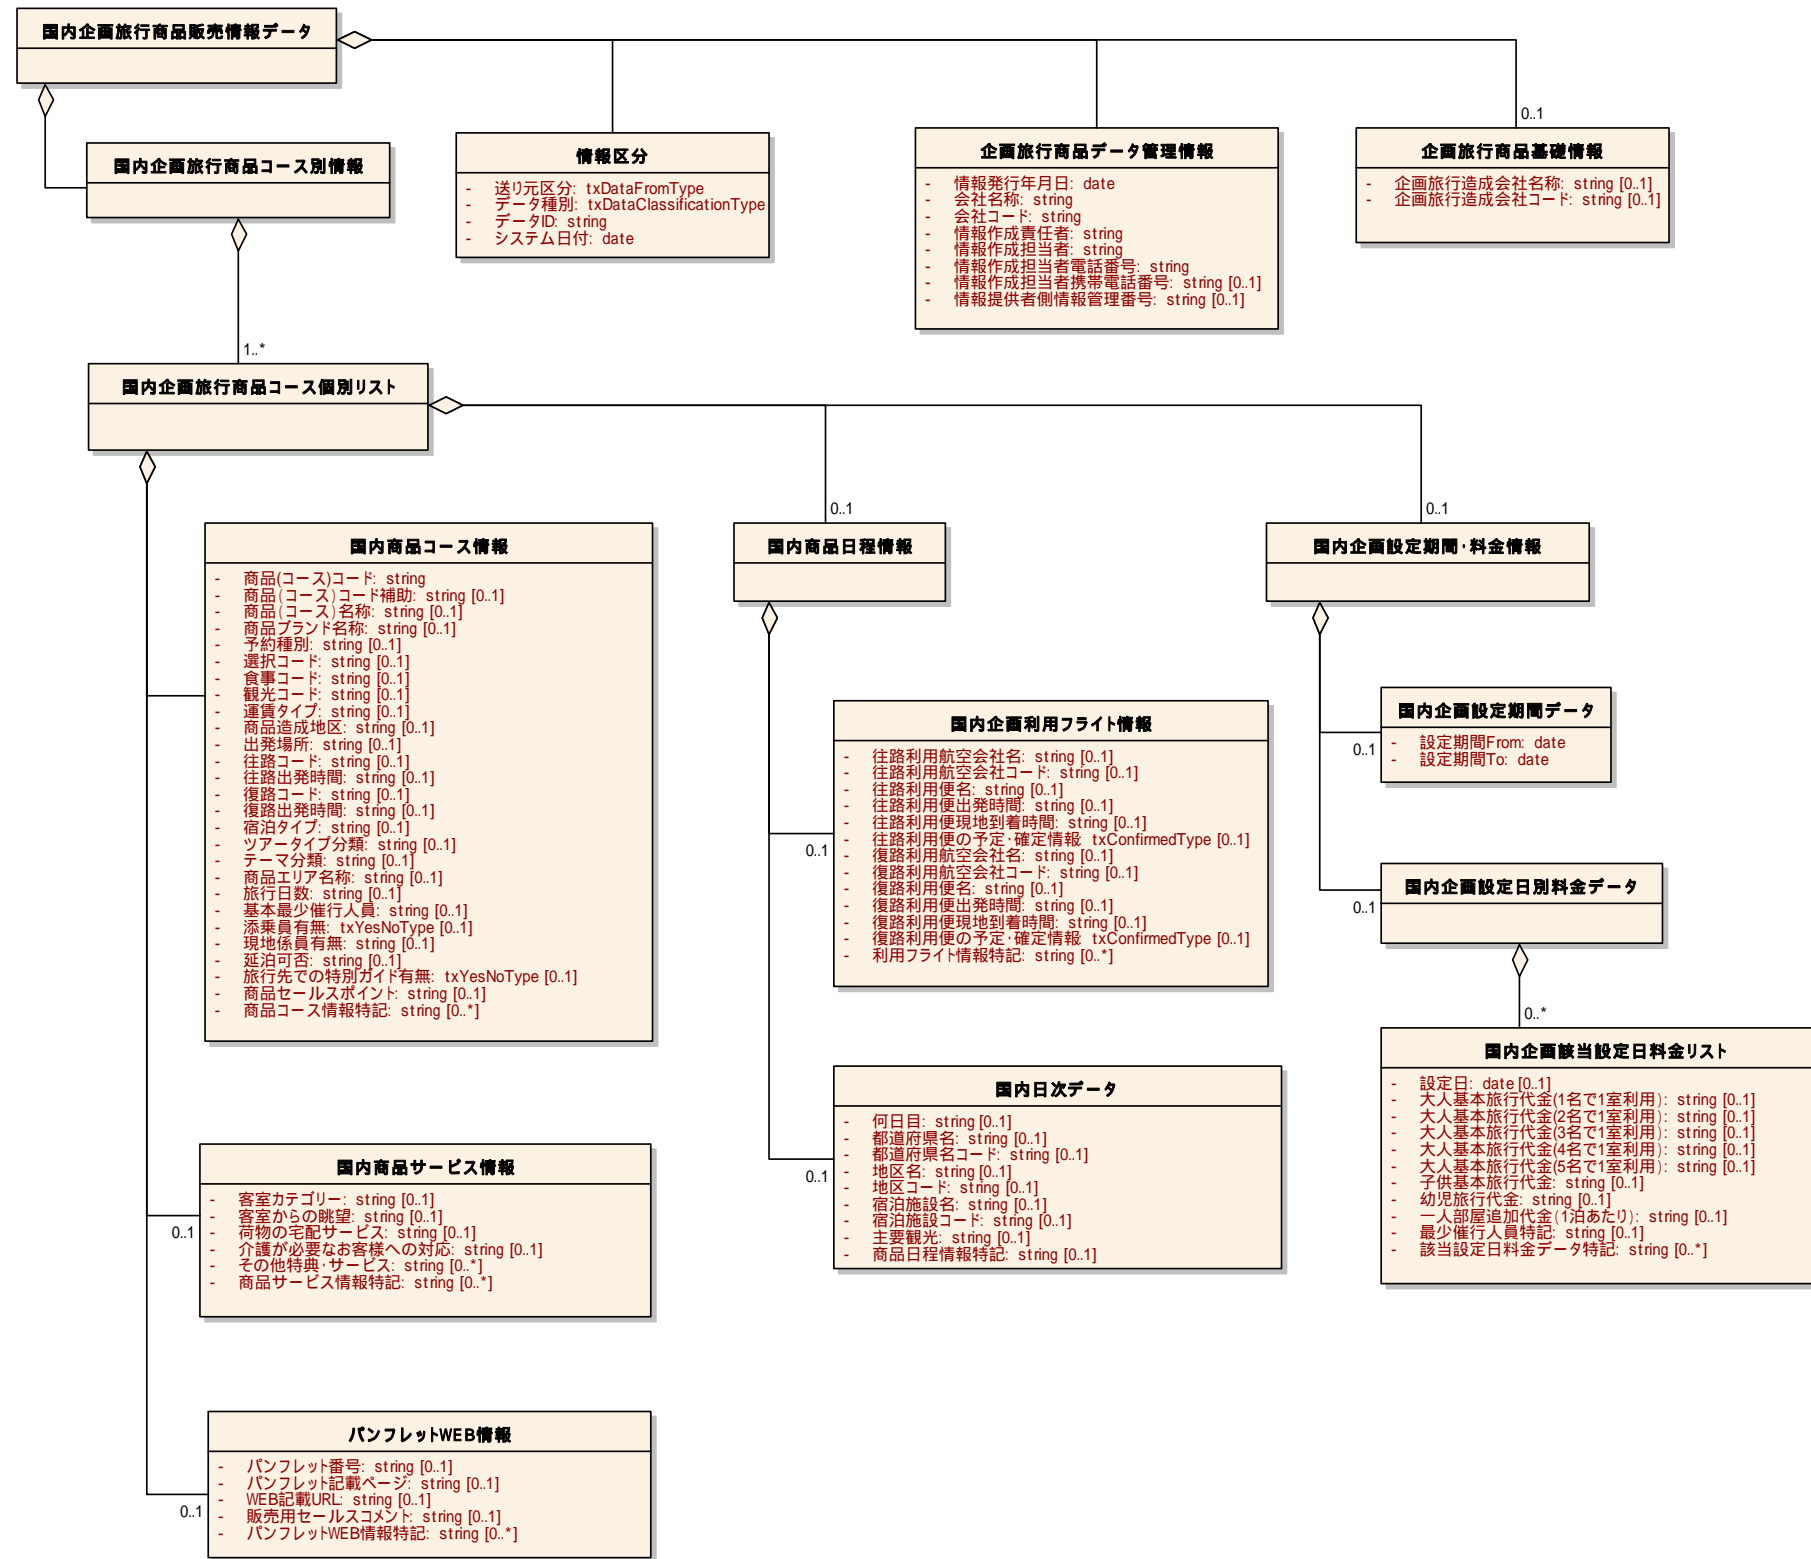 国内企画旅行商品販売情報データ
0..1
国内企画旅行商品コース別情報
情報区分
- 送り元区分: txDataFromType
- データ種別: txDataClassificationType
- データID: string
- システム日付: date
企画旅行商品データ管理情報
- 情報発行年月日: date
- 会社名称: string
- 会社コード: string
- 情報作成責任者: string
- 情報作成担当者: string
- 情報作成担当者電話番号: string
- 情報作成担当者携帯電話番号: string [0..1]
- 情報提供者側情報管理番号: string [0..1]
企画旅行商品基礎情報
- 企画旅行造成会社名称: string [0..1]
- 企画旅行造成会社コード: string [0..1]
1..*
国内企画旅行商品コース個別リスト
0..1
0..1
国内商品コース情報
- 商品(コース)コード: string
- 商品(コース)コード補助: string [0..1]
- 商品(コース)名称: string [0..1]
- 商品ブランド名称: string [0..1]
- 予約種別: string [0..1]
- 選択コード: string [0..1]
- 食事コード: string [0..1]
- 観光コード: string [0..1]
- 運賃タイプ: string [0..1]
- 商品造成地区: string [0..1]
- 出発場所: string [0..1]
- 往路コード: string [0..1]
- 往路出発時間: string [0..1]
- 復路コード: string [0..1]
- 復路出発時間: string [0..1]
- 宿泊タイプ: string [0..1]
- ツアータイプ分類: string [0..1]
- テーマ分類: string [0..1]
- 商品エリア名称: string [0..1]
- 旅行日数: string [0..1]
- 基本最少催行人員: string [0..1]
- 添乗員有無: txYesNoType [0..1]
- 現地係員有無: string [0..1]
- 延泊可否: string [0..1]
- 旅行先での特別ガイド有無: txYesNoType [0..1]
- 商品セールスポイント: string [0..1]
- 商品コース情報特記: string [0..*]
国内商品日程情報
国内企画設定期間・料金情報
国内企画利用フライト情報
- 往路利用航空会社名: string [0..1]
- 往路利用航空会社コード: string [0..1]
- 往路利用便名: string [0..1]
- 往路利用便出発時間: string [0..1]
- 往路利用便現地到着時間: string [0..1]
- 往路利用便の予定・確定情報: txConfirmedType [0..1]
- 復路利用航空会社名: string [0..1]
- 復路利用航空会社コード: string [0..1]
- 復路利用便名: string [0..1]
- 復路利用便出発時間: string [0..1]
- 復路利用便現地到着時間: string [0..1]
- 復路利用便の予定・確定情報: txConfirmedType [0..1]
- 利用フライト情報特記: string [0..*]
0..1
国内企画設定期間データ
- 設定期間From: date
- 設定期間To: date
0..1
国内企画設定日別料金データ
0..1
0..*
国内企画該当設定日料金リスト
- 設定日: date [0..1]
- 大人基本旅行代金(1名で1室利用): string [0..1]
- 大人基本旅行代金(2名で1室利用): string [0..1]
- 大人基本旅行代金(3名で1室利用): string [0..1]
- 大人基本旅行代金(4名で1室利用): string [0..1]
- 大人基本旅行代金(5名で1室利用): string [0..1]
- 子供基本旅行代金: string [0..1]
- 幼児旅行代金: string [0..1]
- 一人部屋追加代金(1泊あたり): string [0..1]
- 最少催行人員特記: string [0..1]
- 該当設定日料金データ特記: string [0..*]
国内日次データ
- 何日目: string [0..1]
- 都道府県名: string [0..1]
- 都道府県名コード: string [0..1]
- 地区名: string [0..1]
- 地区コード: string [0..1]
- 宿泊施設名: string [0..1]
- 宿泊施設コード: string [0..1]
- 主要観光: string [0..1]
- 商品日程情報特記: string [0..1]
0..1
国内商品サービス情報
- 客室カテゴリー: string [0..1]
- 客室からの眺望: string [0..1]
- 荷物の宅配サービス: string [0..1]
- 介護が必要なお客様への対応: string [0..1]
- その他特典・サービス: string [0..*]
- 商品サービス情報特記: string [0..*]
0..1
パンフレットWEB情報
- パンフレット番号: string [0..1]
- パンフレット記載ページ: string [0..1]
- WEB記載URL: string [0..1]
- 販売用セールスコメント: string [0..1]
- パンフレットWEB情報特記: string [0..*]
0..1